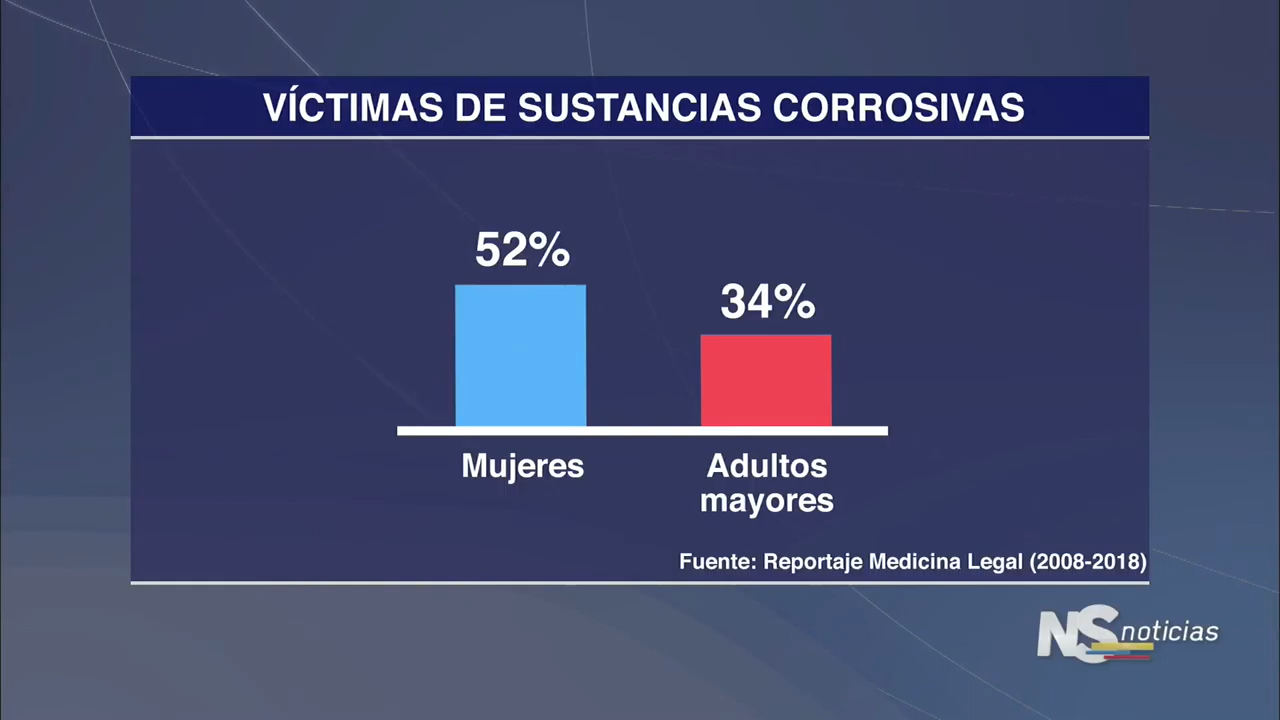 VÍCTIMAS DE SUSTANCIAS CORROSIVAS
52%
34%
Mujeres
Adultos
mayores
Fuente: Reportaje Medicina Legal (2008-2018)
NS noticias